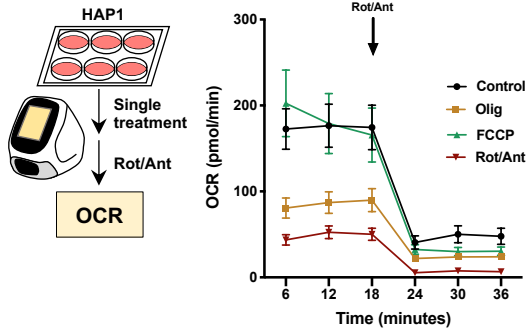 HAP1
Single
treatment
Rot/Ant
OCR
Rot/Ant
OCR (pmol/min)
300
200
100
0
6
12
18
24
30
36
Time (minutes)
Control
Olig
FCCP
Rot/Ant